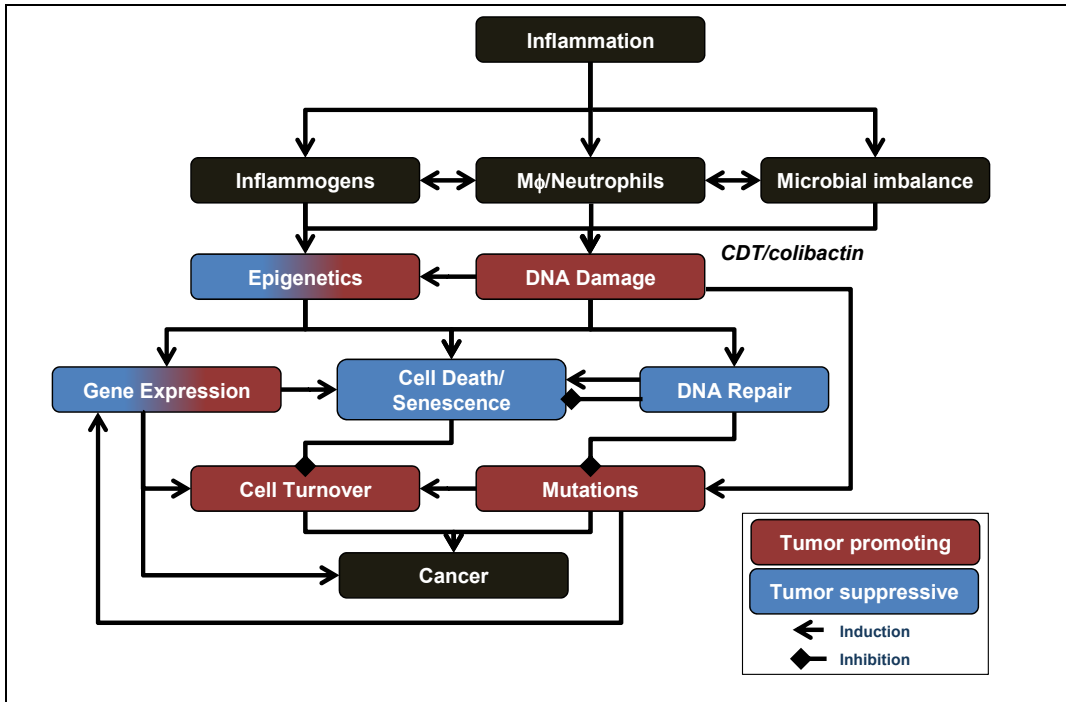 Inflammation
Inflammogens
Mϕ/Neutrophils
Microbial imbalance
CDT/colibactin
Epigenetics
DNA Damage
Gene Expression
Cell Death/
Senescence
DNA Repair
Cell Turnover
Mutations
Cancer
Tumor promoting
Tumor suppressive
Induction
Inhibition